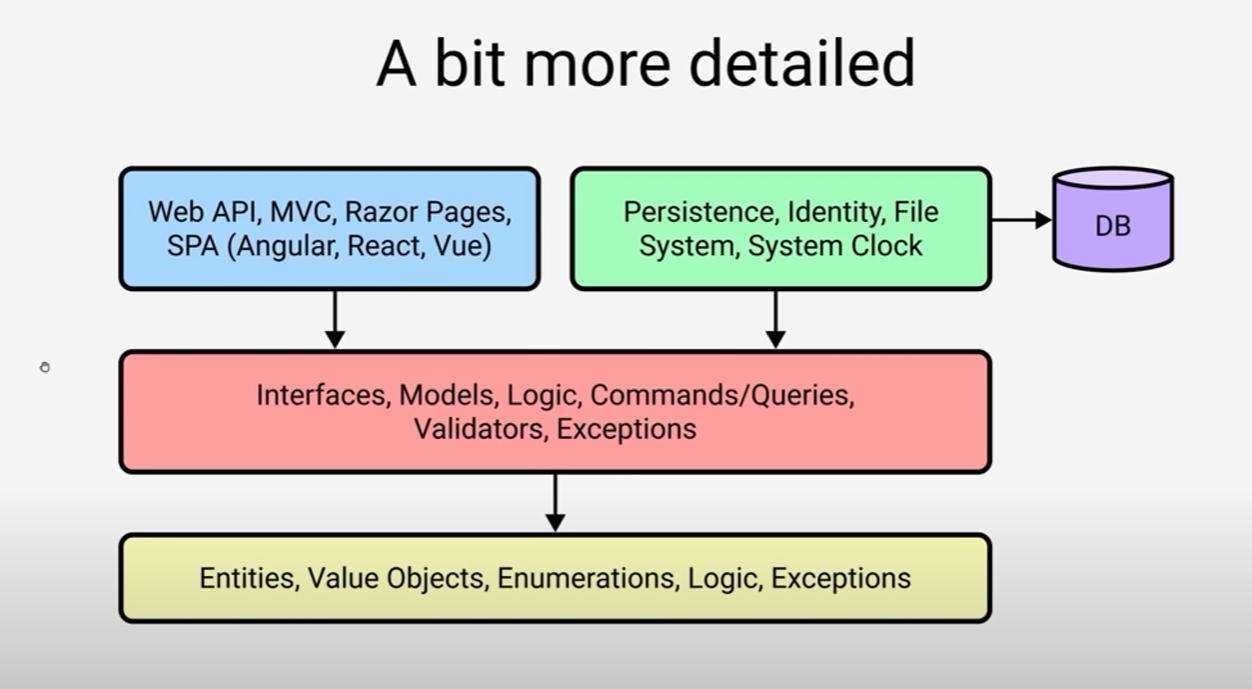 A bit more detailed
Web API, MVC, Razor Pages,
SPA (Angular, React, Vue)
Persistence, Identity, File
System, System Clock
DB
Interfaces, Models, Logic, Commands/Queries,
Validators, Exceptions
Entities, Value Objects, Enumerations, Logic, Exceptions